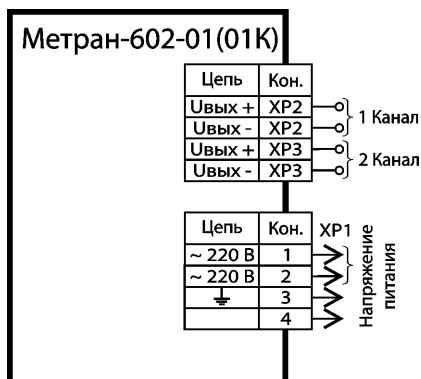 Метран-602-01(01К)
Цепь Кон.
Uвых + XP2
Uвых - XP2
1 Канал
Uвых + XP3
Uвых - XP3
2 Канал
Цепь Кон. XP1
~ 220 В 1
~ 220 В 2
3
4
Напряжение
питания